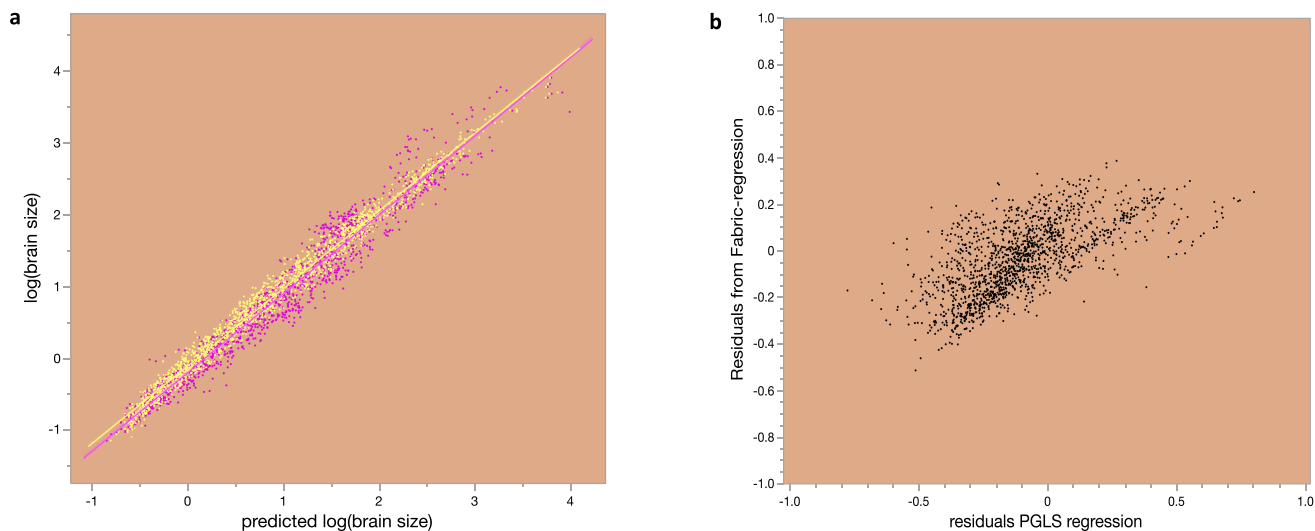 a
4
3
2
1
0
-1
log(brain size)
-1 0 1 2 3 4
predicted log(brain size)
b
1.0
0.8
0.6
0.4
0.2
0
-0.2
-0.4
-0.6
-0.8
-1.0
Residuals from Fabric-regression
-1.0 -0.5 0 0.5 1.0
residuals PGLS regression